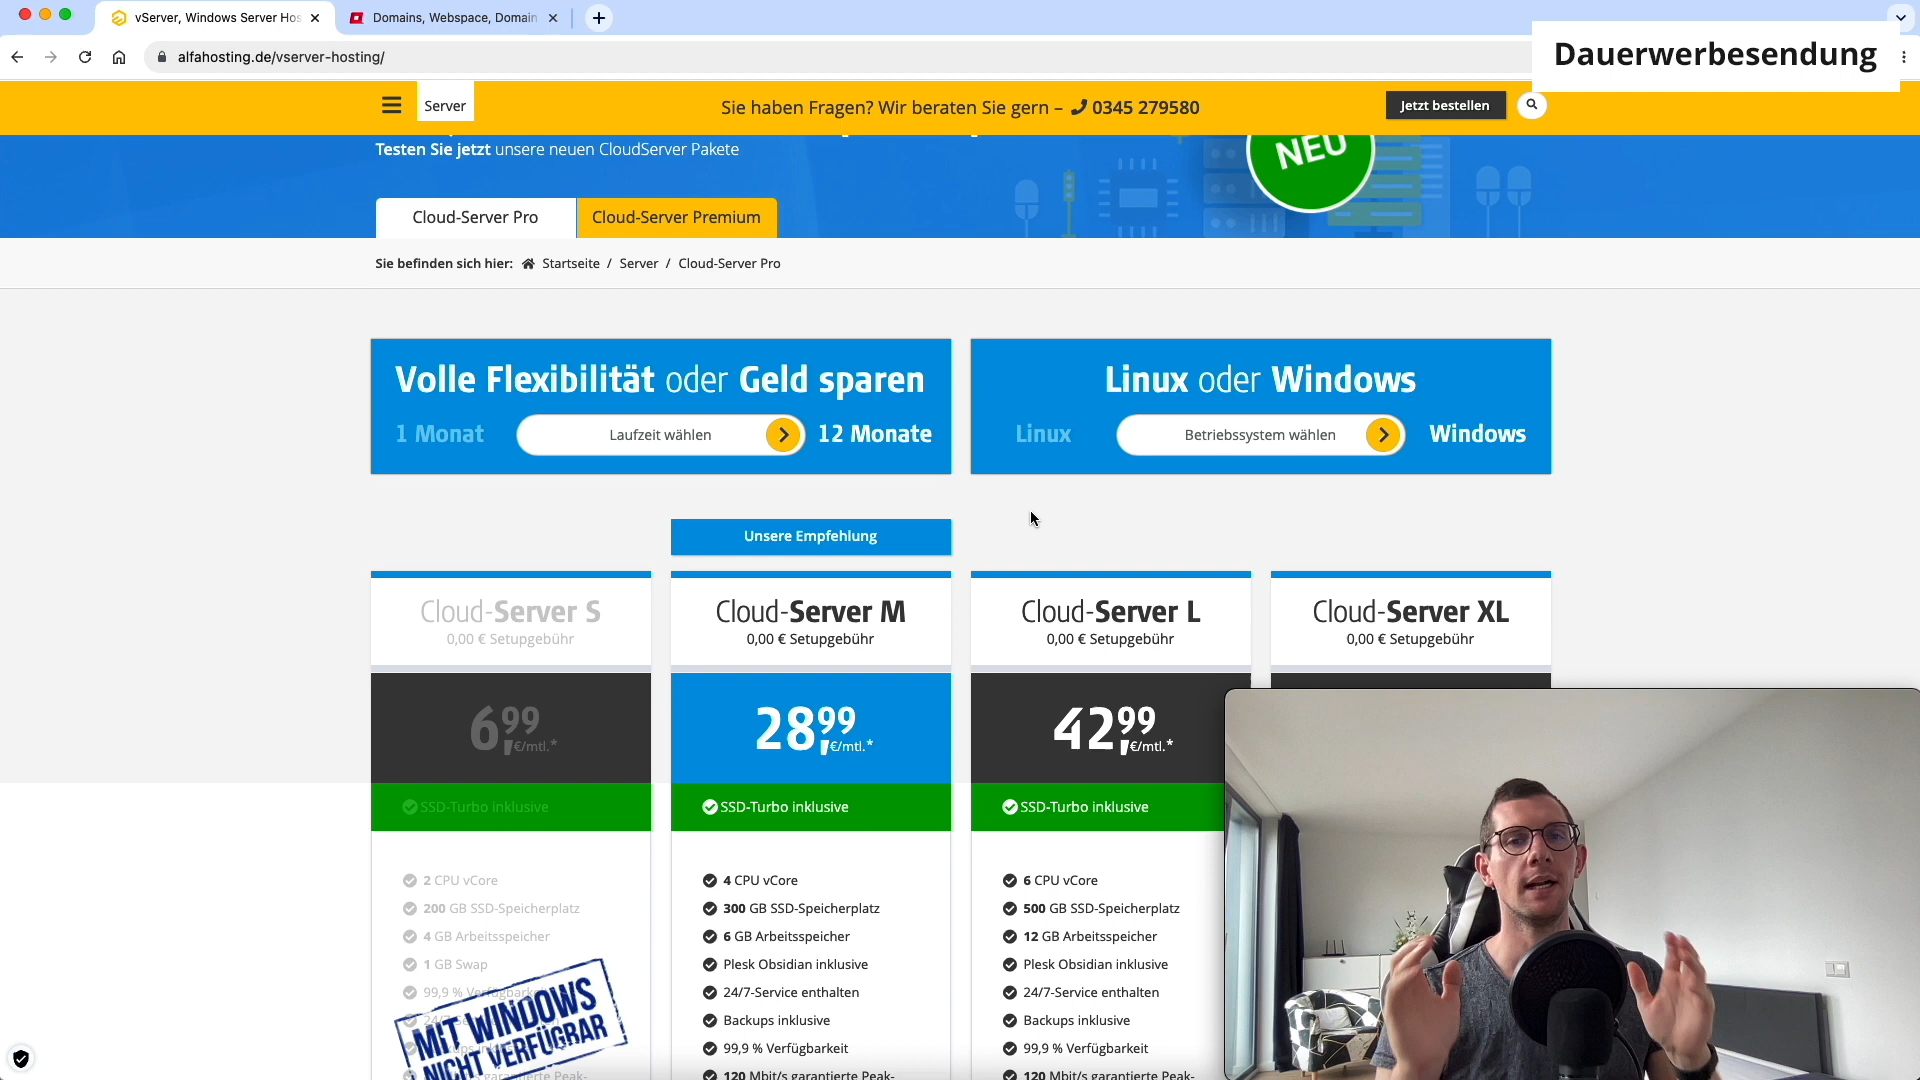 vServer, Windows Server Hos
Domains, Webspace, Domain
alfahosting.de/vserver-hosting/
Dauerwerbesendung
Server
Sie haben Fragen? Wir beraten Sie gern – 0345 279580
Jetzt bestellen
Testen Sie jetzt unsere neuen CloudServer Pakete
NEU
Cloud-Server Pro
Cloud-Server Premium
Sie befinden sich hier: Startseite / Server / Cloud-Server Pro
Volle Flexibilität oder Geld sparen
1 Monat
Laufzeit wählen
12 Monate
Linux oder Windows
Linux
Betriebssystem wählen
Windows
Unsere Empfehlung
Cloud-Server S
0,00 € Setupgebühr
6,99 €/mtl.*
SSD-Turbo inklusive
2 CPU vCore
200 GB SSD-Speicherplatz
4 GB Arbeitsspeicher
1 GB Swap
99,9 % Verfügbarkeit
MIT WINDOWS
NICHT VERFÜGBAR
Cloud-Server M
0,00 € Setupgebühr
28,99 €/mtl.*
SSD-Turbo inklusive
4 CPU vCore
300 GB SSD-Speicherplatz
6 GB Arbeitsspeicher
Plesk Obsidian inklusive
24/7-Service enthalten
Backups inklusive
99,9 % Verfügbarkeit
120 Mbit/s garantierte Peak-
Cloud-Server L
0,00 € Setupgebühr
42,99 €/mtl.*
SSD-Turbo inklusive
6 CPU vCore
500 GB SSD-Speicherplatz
12 GB Arbeitsspeicher
Plesk Obsidian inklusive
24/7-Service enthalten
Backups inklusive
99,9 % Verfügbarkeit
120 Mbit/s garantierte Peak-
Cloud-Server XL
0,00 € Setupgebühr